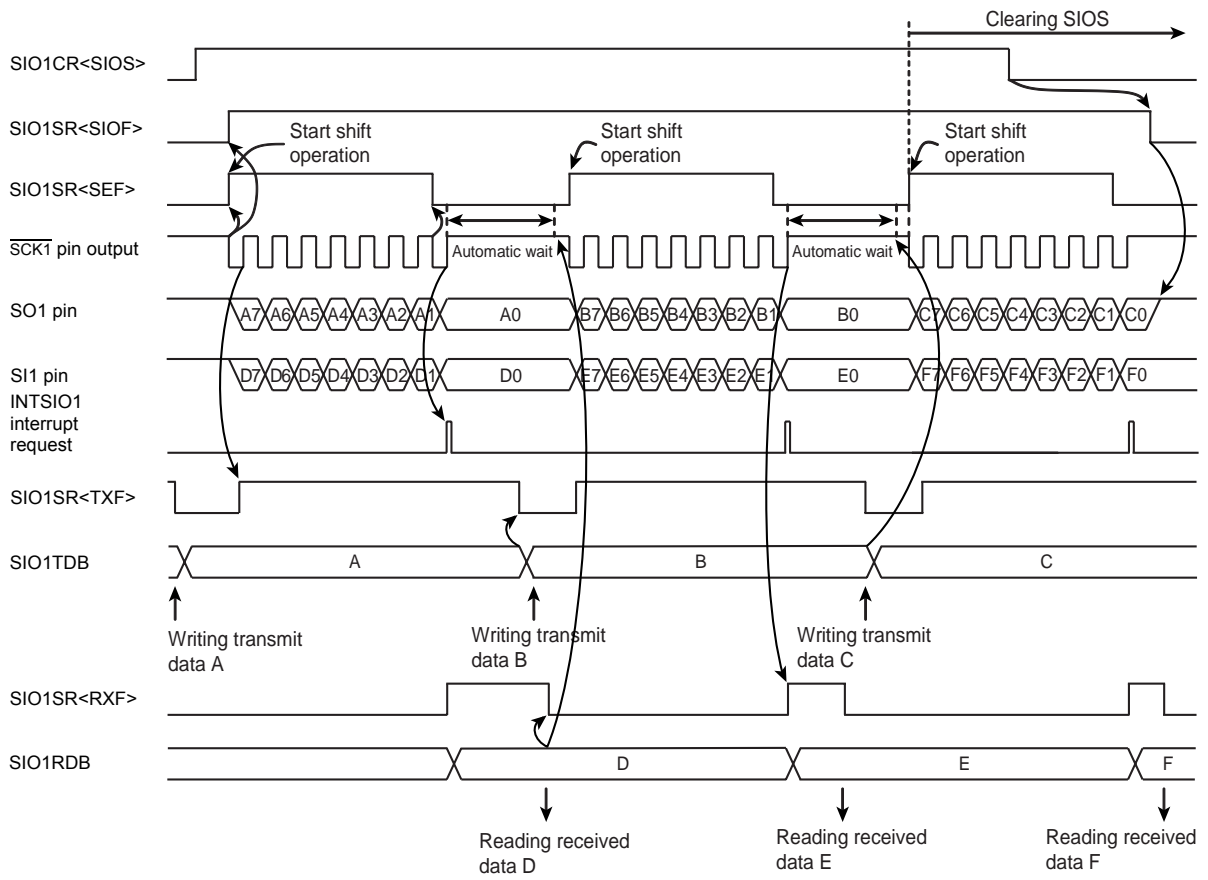 Clearing SIOS
SIO1CR<SIOS>
SIO1SR<SIOF>
Start shift
operation
Start shift
operation
Start shift
operation
SIO1SR<SEF>
SCK1 pin output
Automatic wait
Automatic wait
SO1 pin
A7 A6 A5 A4 A3 A2 A1 A0 B7 B6 B5 B4 B3 B2 B1 B0 C7 C6 C5 C4 C3 C2 C1 C0
SI1 pin
D7 D6 D5 D4 D3 D2 D1 D0 E7 E6 E5 E4 E3 E2 E1 E0 F7 F6 F5 F4 F3 F2 F1 F0
INTSIO1
interrupt
request
SIO1SR<TXF>
SIO1TDB
A B C
Writing transmit
data A
Writing transmit
data B
Writing transmit
data C
SIO1SR<RXF>
SIO1RDB
D E F
Reading received
data D
Reading received
data E
Reading received
data F